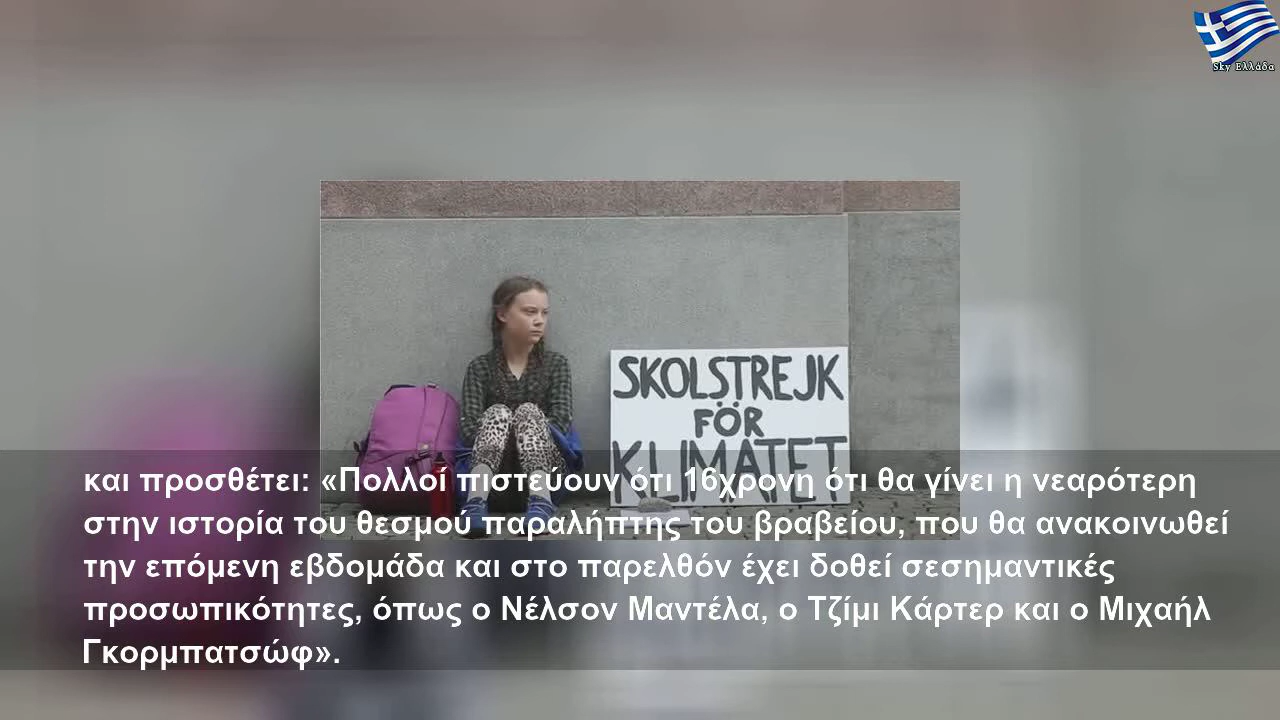 Sky Ελλάδα
SKOLSTREJK
FÖR
KLIMATET
και προσθέτει: «Πολλοί πιστεύουν ότι 16χρονη ότι θα γίνει η νεαρότερη
στην ιστορία του θεσμού παραλήπτης του βραβείου, που θα ανακοινωθεί
την επόμενη εβδομάδα και στο παρελθόν έχει δοθεί σεσημαντικές
προσωπικότητες, όπως ο Νέλσον Μαντέλα, ο Τζίμι Κάρτερ και ο Μιχαήλ
Γκορμπατσώφ».